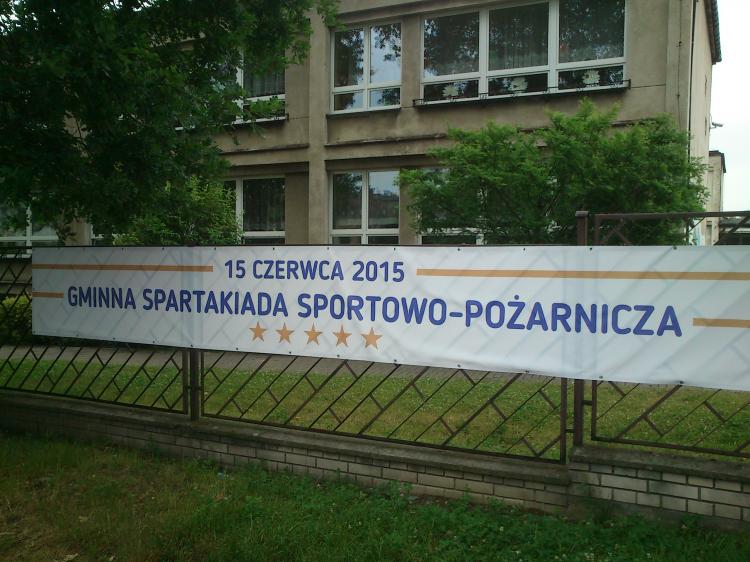 15 CZERWCA 2015
GMINNA SPARTAKIADA SPORTOWO-POŻARNICZA